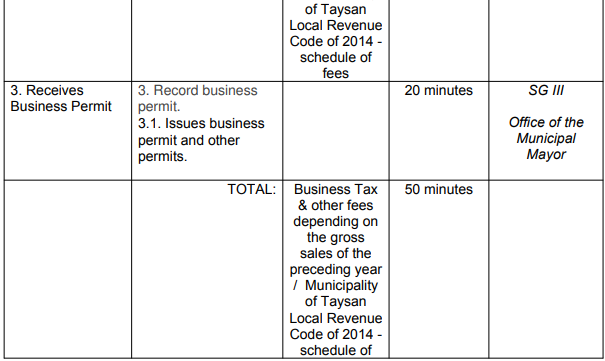 of Taysan
Local Revenue
Code of 2014 -
schedule of
fees
3. Receives
Business Permit
3. Record business
permit.
3.1. Issues business
permit and other
permits.
20 minutes
SG III
Office of the
Municipal
Mayor
TOTAL:
Business Tax
& other fees
depending on
the gross
sales of the
preceding year
/ Municipality
of Taysan
Local Revenue
Code of 2014 -
schedule of
50 minutes